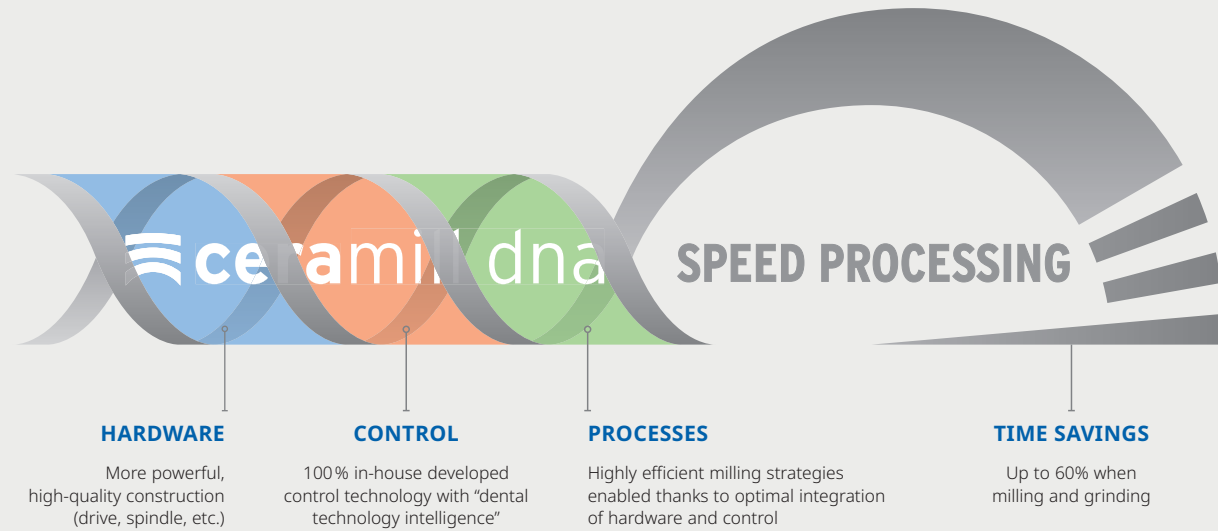 ceramill dna
SPEED PROCESSING
HARDWARE
More powerful,
high-quality construction
(drive, spindle, etc.)
CONTROL
100 % in-house developed
control technology with “dental
technology intelligence”
PROCESSES
Highly efficient milling strategies
enabled thanks to optimal integration
of hardware and control
TIME SAVINGS
Up to 60% when
milling and grinding